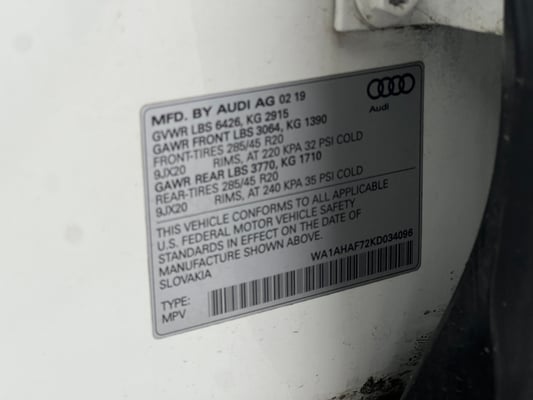 MFD. BY AUDI AG 02 19
GVWR LBS 6426, KG 2915
GAWR FRONT LBS 3064, KG 1390
FRONT-TIRES 285/45 R20
9JX20 RIMS, AT 220 KPA 32 PSI COLD
GAWR REAR LBS 3770, KG 1710
REAR-TIRES 285/45 R20
9JX20 RIMS, AT 240 KPA 35 PSI COLD
THIS VEHICLE CONFORMS TO ALL APPLICABLE
U.S. FEDERAL MOTOR VEHICLE SAFETY
STANDARDS IN EFFECT ON THE DATE OF
MANUFACTURE SHOWN ABOVE.
SLOVAKIA
WA1AHAF72KD034096
TYPE:
MPV
Audi